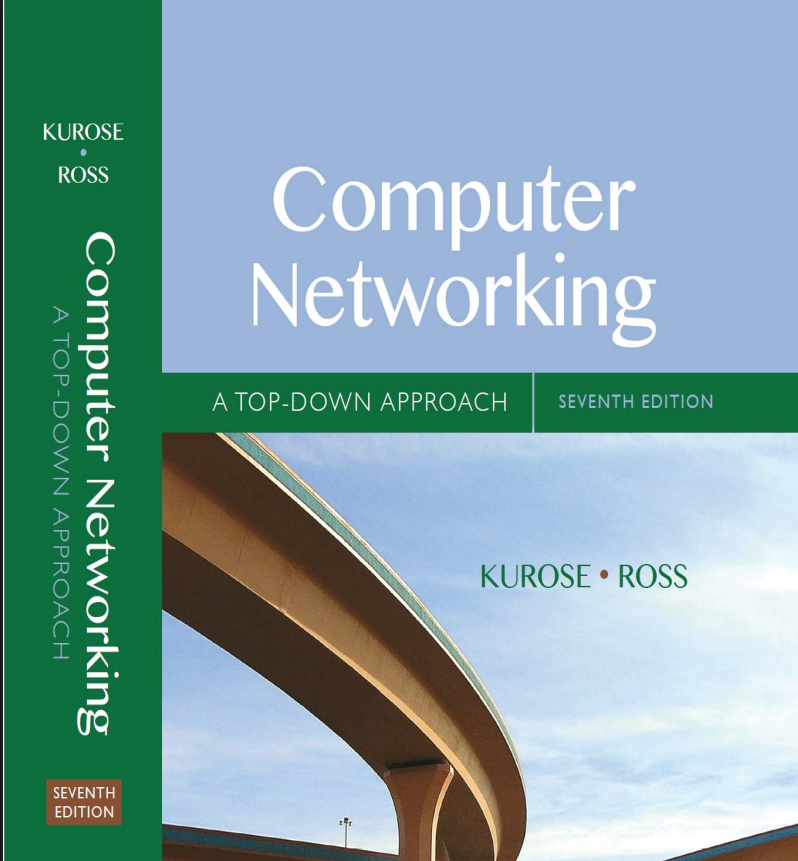 KUROSE
•
ROSS
Computer Networking
A TOP-DOWN APPROACH
SEVENTH
EDITION
Computer
Networking
A TOP-DOWN APPROACH
SEVENTH EDITION
KUROSE • ROSS